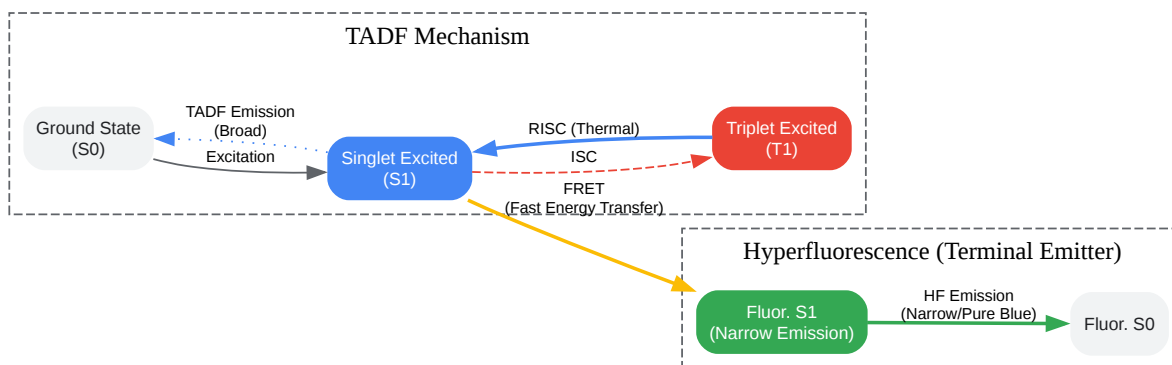 TADF Mechanism
Ground State
(S0)
TADF Emission
(Broad)
Excitation
Singlet Excited
(S1)
RISC (Thermal)
ISC
Triplet Excited
(T1)
FRET
(Fast Energy Transfer)
Hyperfluorescence (Terminal Emitter)
Fluor. S1
(Narrow Emission)
HF Emission
(Narrow/Pure Blue)
Fluor. S0